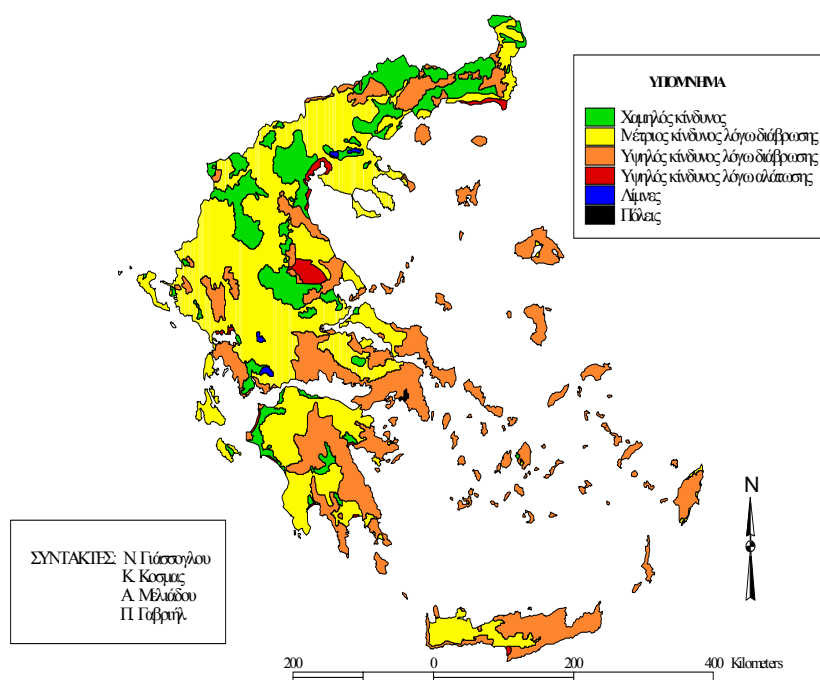 ΥΠΟΜΝΗΜΑ
Χαμηλός κίνδυνος
Μέτριος κίνδυνος λόγω διάβρωσης
Υψηλός κίνδυνος λόγω διάβρωσης
Υψηλός κίνδυνος λόγω αλάτωσης
Λίμνες
Πόλεις
N
ΣΥΝΤΑΚΤΕΣ: Ν. Γιάσσογλου
Κ. Κοσμας
Α. Μελιάδου
Π. Γαβριήλ
200 0 200 400 Kilometers